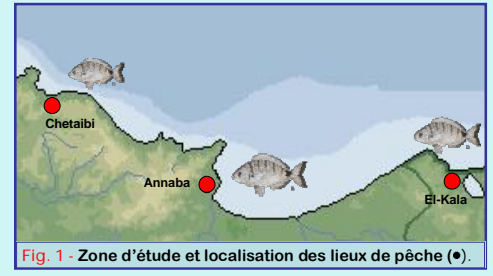 Chetaibi
Annaba
El-Kala
Fig. 1 - Zone d'étude et localisation des lieux de pêche (●).